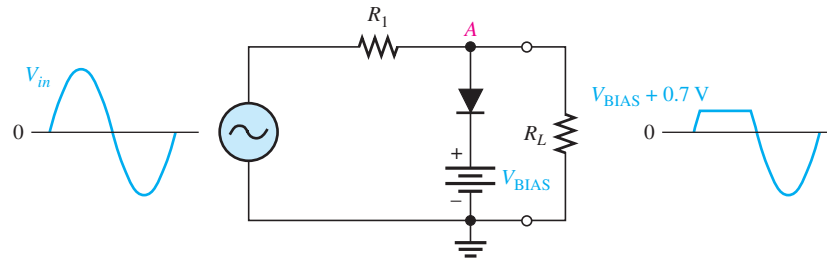 R1
A
Vin
0
+
RL
VBIAS
−
VBIAS + 0.7 V
0